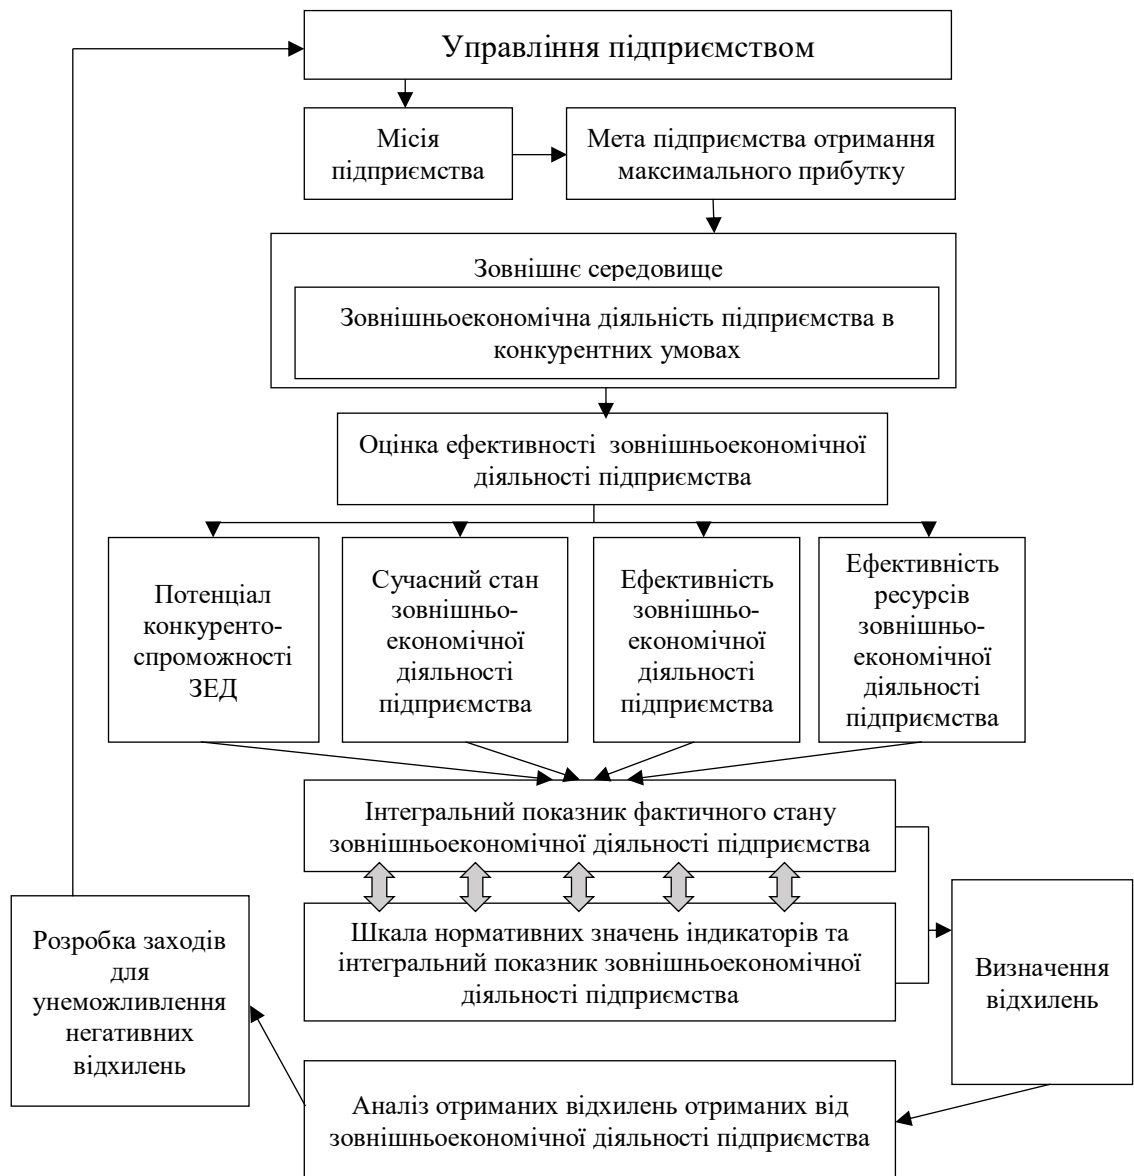 Управління підприємством
Місія
підприємства
Мета підприємства отримання
максимального прибутку
Зовнішнє середовище
Зовнішньоекономічна діяльність підприємства в
конкурентних умовах
Оцінка ефективності зовнішньоекономічної
діяльності підприємства
Потенціал
конкуренто-
спроможності
ЗЕД
Сучасний стан
зовнішньо-
економічної
діяльності
підприємства
Ефективність
зовнішньо-
економічної
діяльності
підприємства
Ефективність
ресурсів
зовнішньо-
економічної
діяльності
підприємства
Інтегральний показник фактичного стану
зовнішньоекономічної діяльності підприємства
Шкала нормативних значень індикаторів та
інтегральний показник зовнішньоекономічної
діяльності підприємства
Визначення
відхилень
Розробка заходів
для
унеможливлення
негативних
відхилень
Аналіз отриманих відхилень отриманих від
зовнішньоекономічної діяльності підприємства